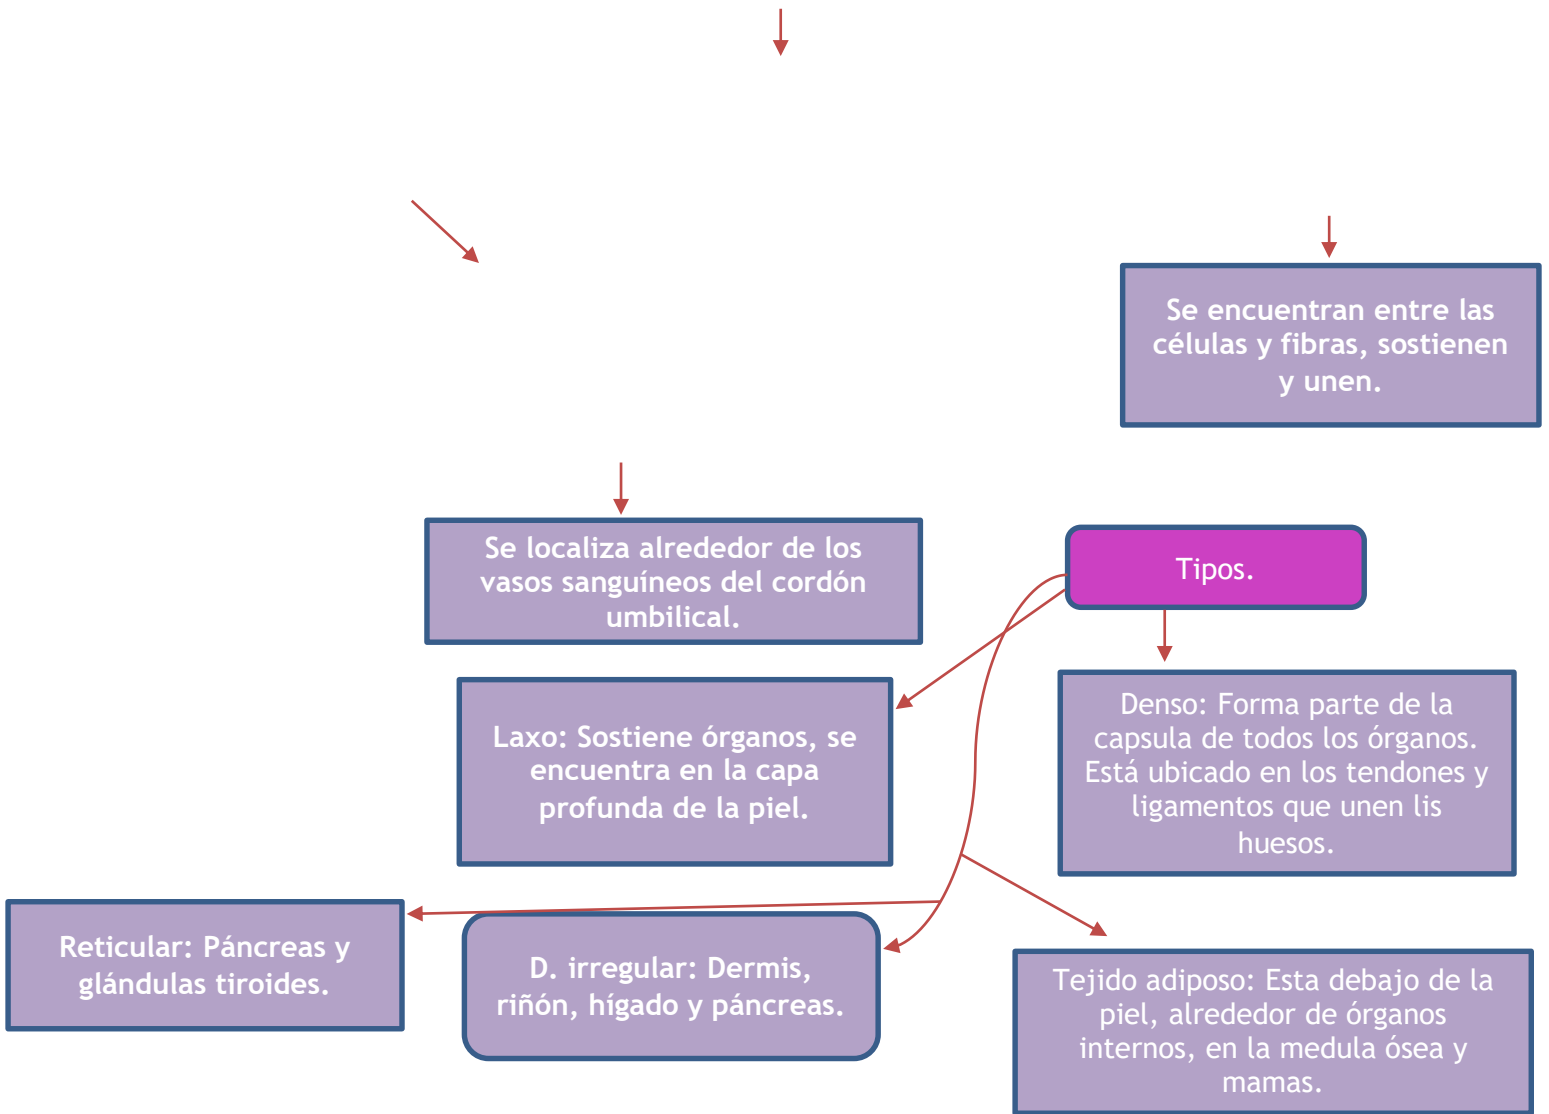 Se encuentran entre las
células y fibras, sostienen
y unen.
Se localiza alrededor de los
vasos sanguíneos del cordón
umbilical.
Tipos.
Laxo: Sostiene órganos, se
encuentra en la capa
profunda de la piel.
Denso: Forma parte de la
capsula de todos los órganos.
Está ubicado en los tendones y
ligamentos que unen lis
huesos.
Reticular: Páncreas y
glándulas tiroides.
D. irregular: Dermis,
riñón, hígado y páncreas.
Tejido adiposo: Esta debajo de la
piel, alrededor de órganos
internos, en la medula ósea y
mamas.